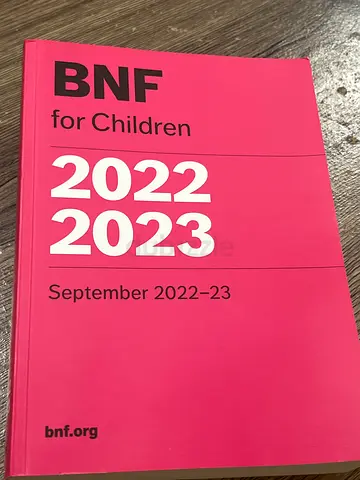 BNF
for Children
2022
2023
September 2022–23
bnf.org